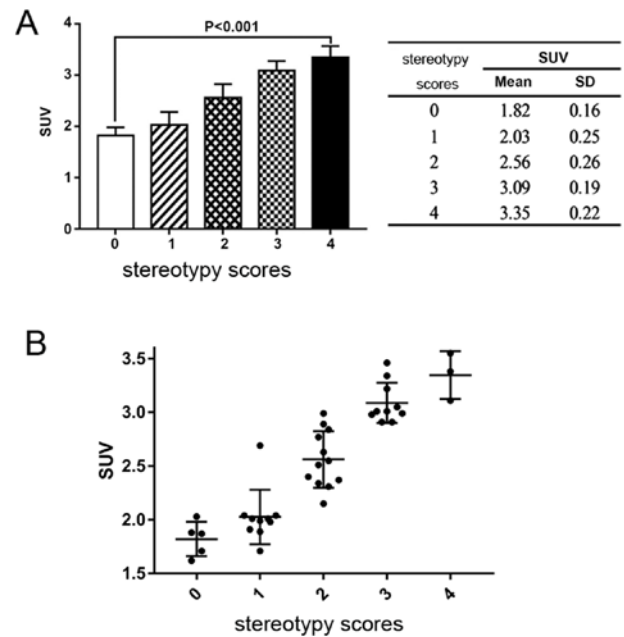 A
P<0.001
SUV
4
3
2
1
0
0 1 2 3 4
stereotypy scores
stereotypy scores SUV
Mean SD
0 1.82 0.16
1 2.03 0.25
2 2.56 0.26
3 3.09 0.19
4 3.35 0.22
B
SUV
3.5
3.0
2.5
2.0
1.5
0 1 2 3 4
stereotypy scores